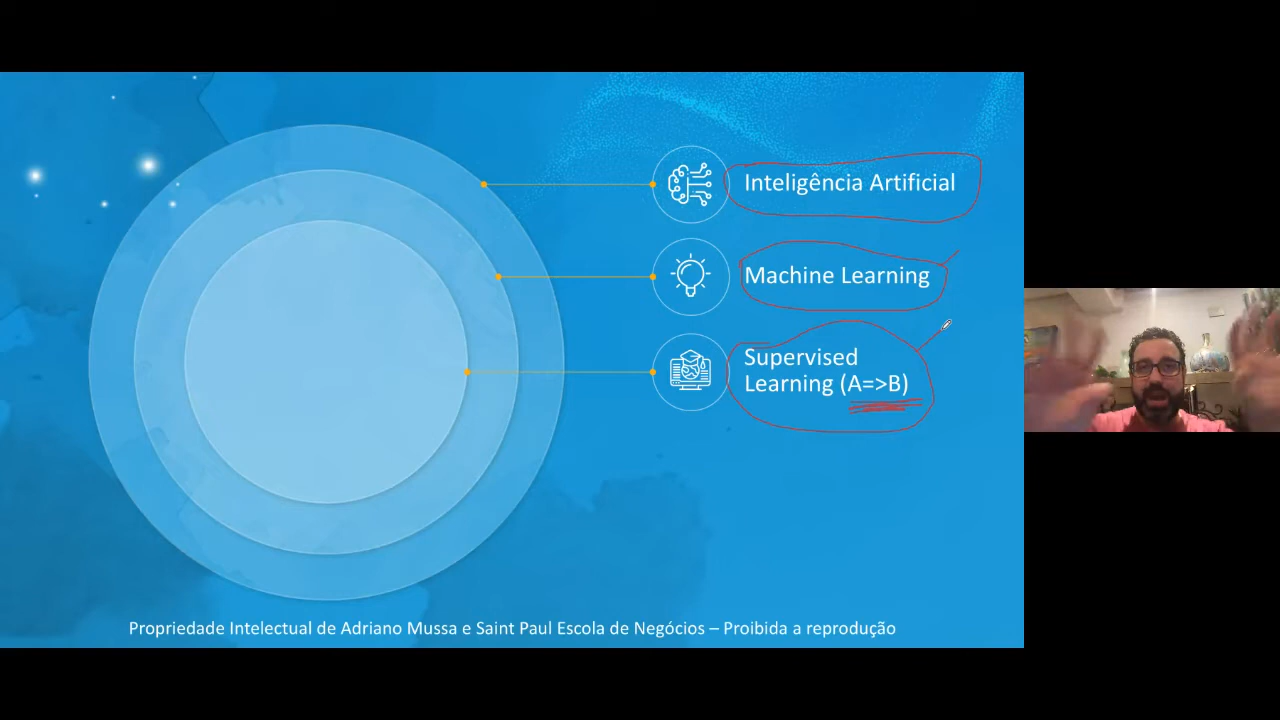 Inteligência Artificial
Machine Learning
Supervised
Learning (A=>B)
Propriedade Intelectual de Adriano Mussa e Saint Paul Escola de Negócios – Proibida a reprodução